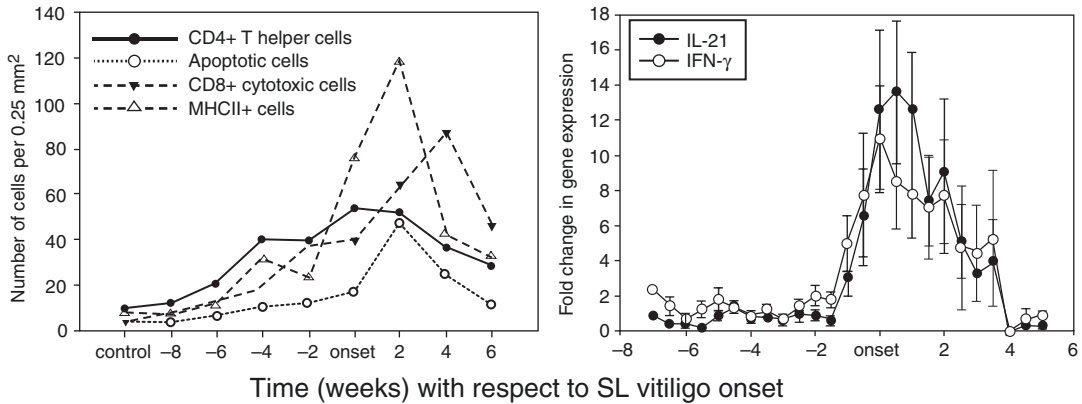 Number of cells per 0.25 mm²
140
120
100
80
60
40
20
0
CD4+ T helper cells
Apoptotic cells
CD8+ cytotoxic cells
MHCII+ cells
control –8 –6 –4 –2 onset 2 4 6
Fold change in gene expression
18
16
14
12
10
8
6
4
2
0
IL-21
IFN-γ
–8 –6 –4 –2 onset 2 4 6
Time (weeks) with respect to SL vitiligo onset